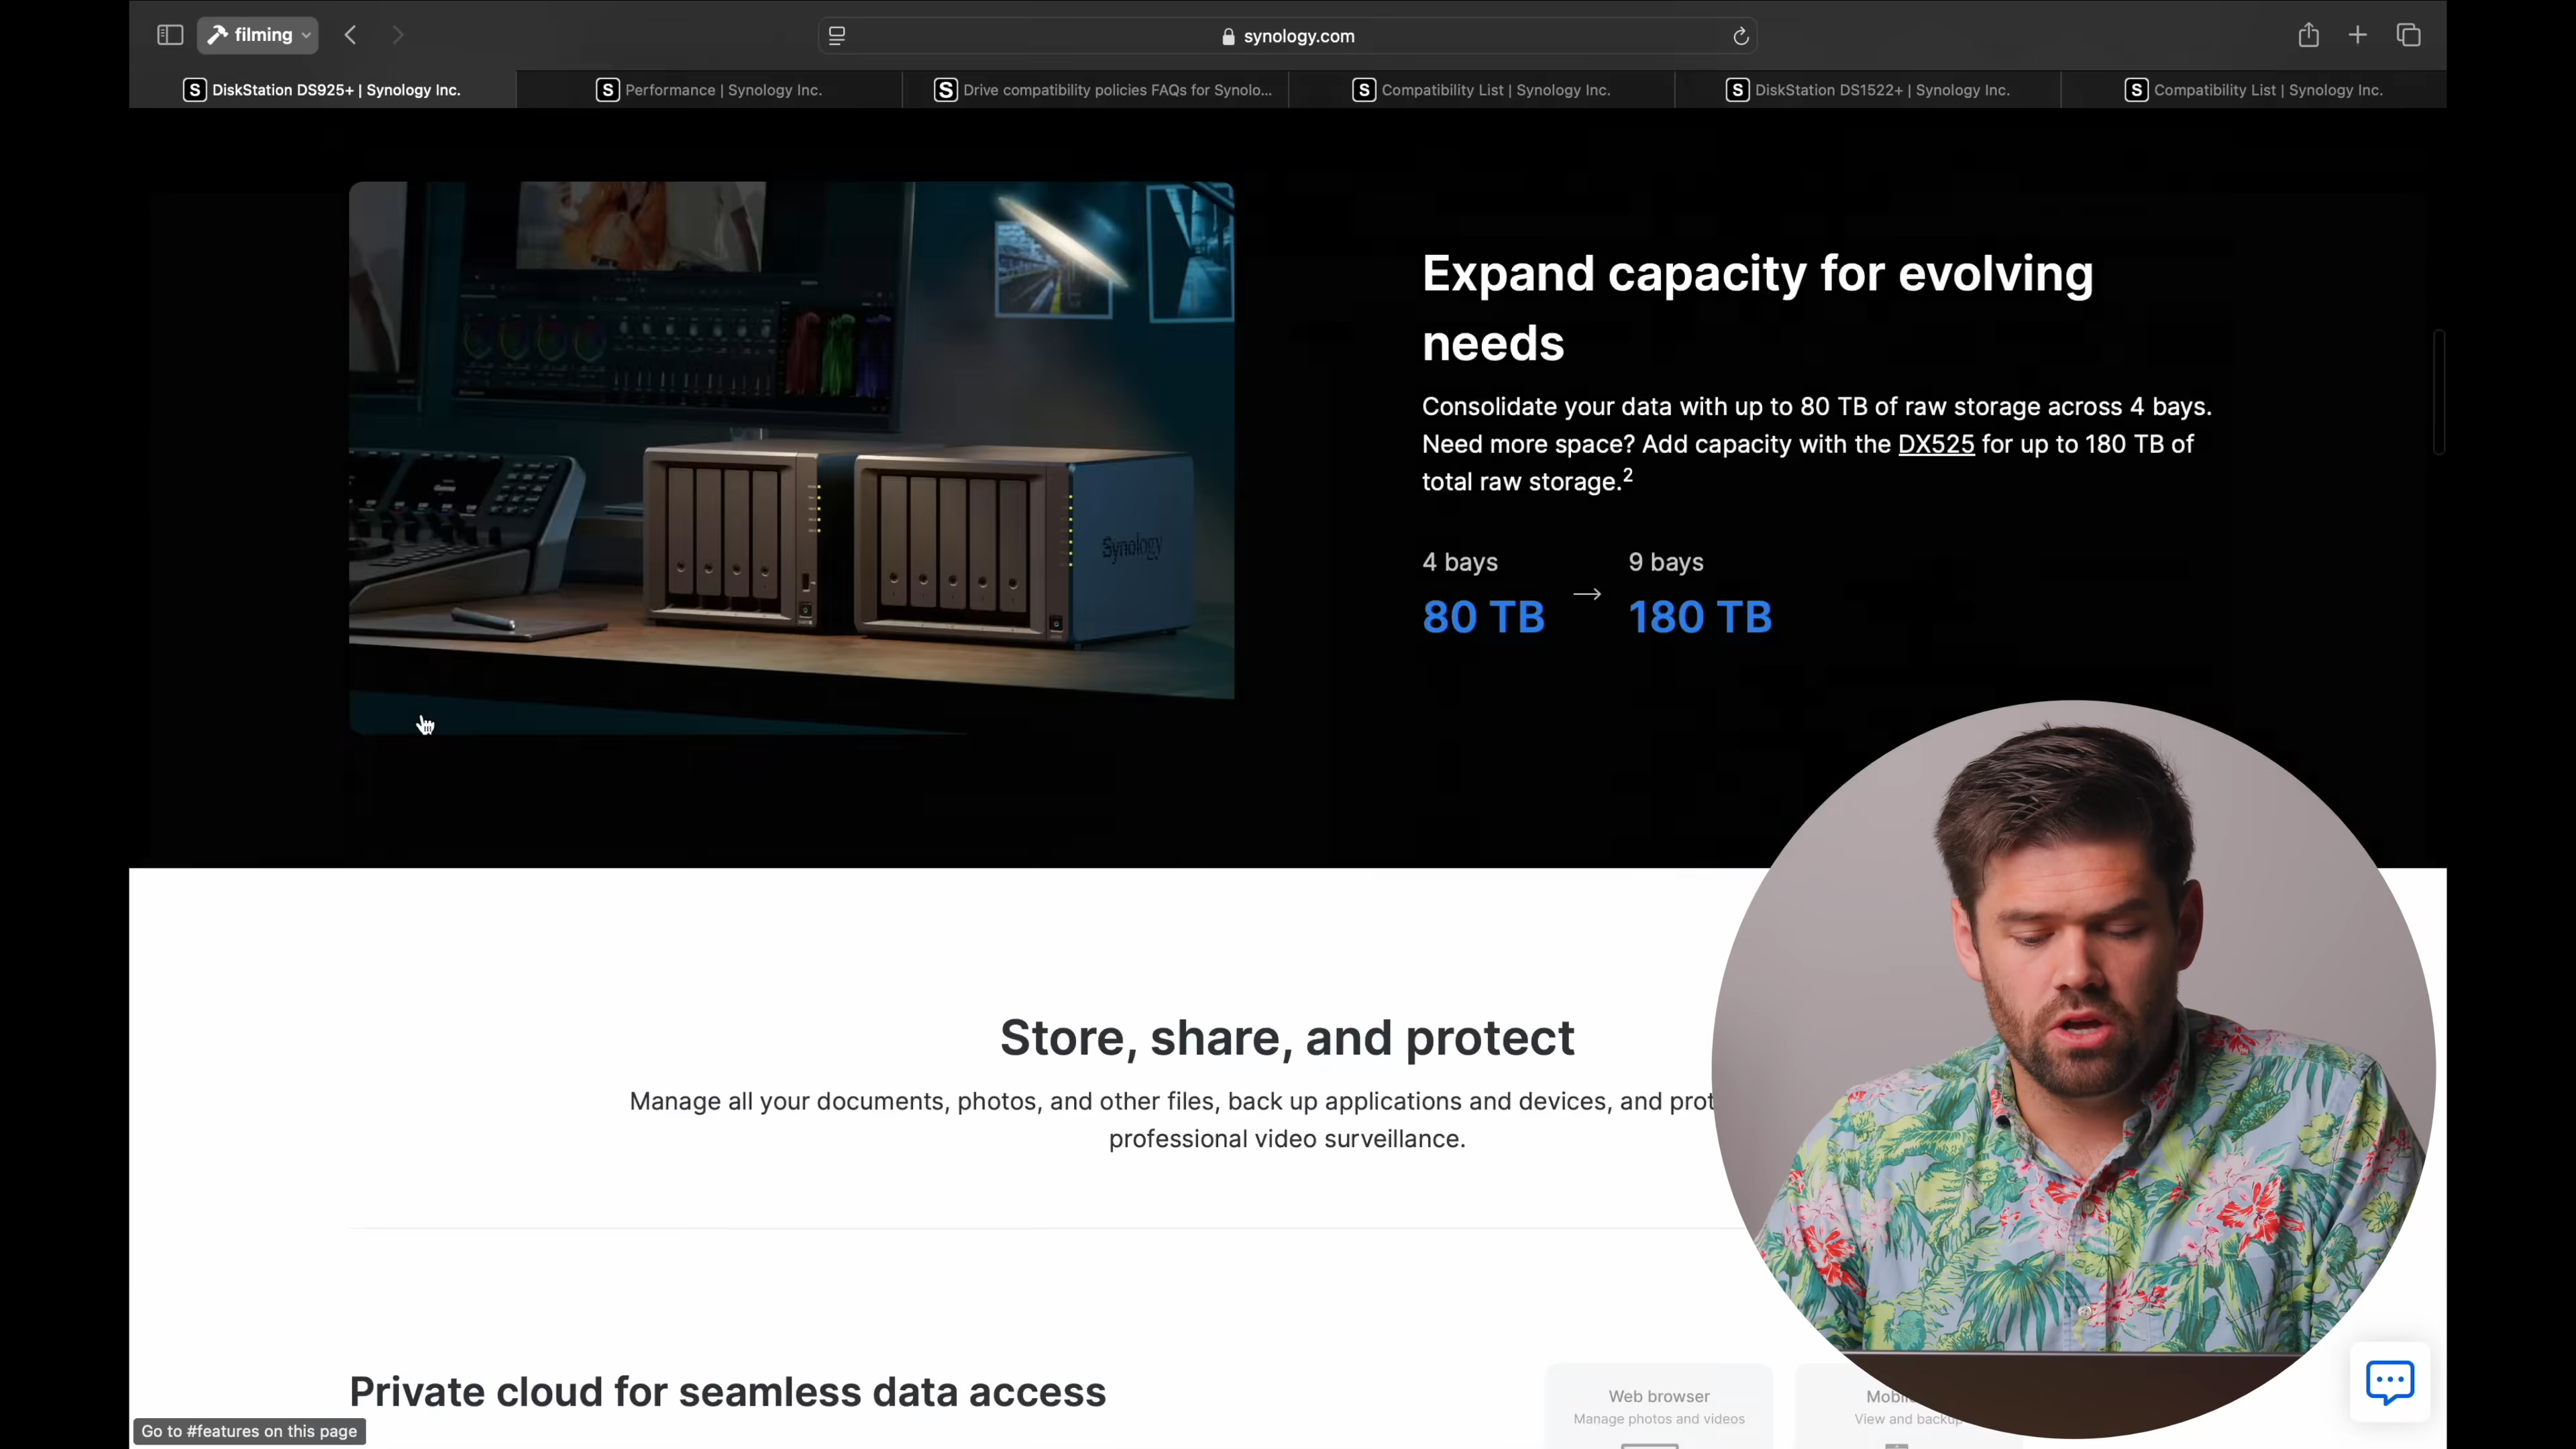 filming
synology.com
DiskStation DS925+ | Synology Inc.
Performance | Synology Inc.
Drive compatibility policies FAQs for Synolo...
Compatibility List | Synology Inc.
DiskStation DS1522+ | Synology Inc.
Compatibility List | Synology Inc.
Expand capacity for evolving
needs
Consolidate your data with up to 80 TB of raw storage across 4 bays.
Need more space? Add capacity with the DX525 for up to 180 TB of
total raw storage.2
4 bays
9 bays
80 TB → 180 TB
Synology
Store, share, and protect
Manage all your documents, photos, and other files, back up applications and devices, and prot
professional video surveillance.
Private cloud for seamless data access
Web browser
Manage photos and videos
Mobi
View and backup
Go to #features on this page